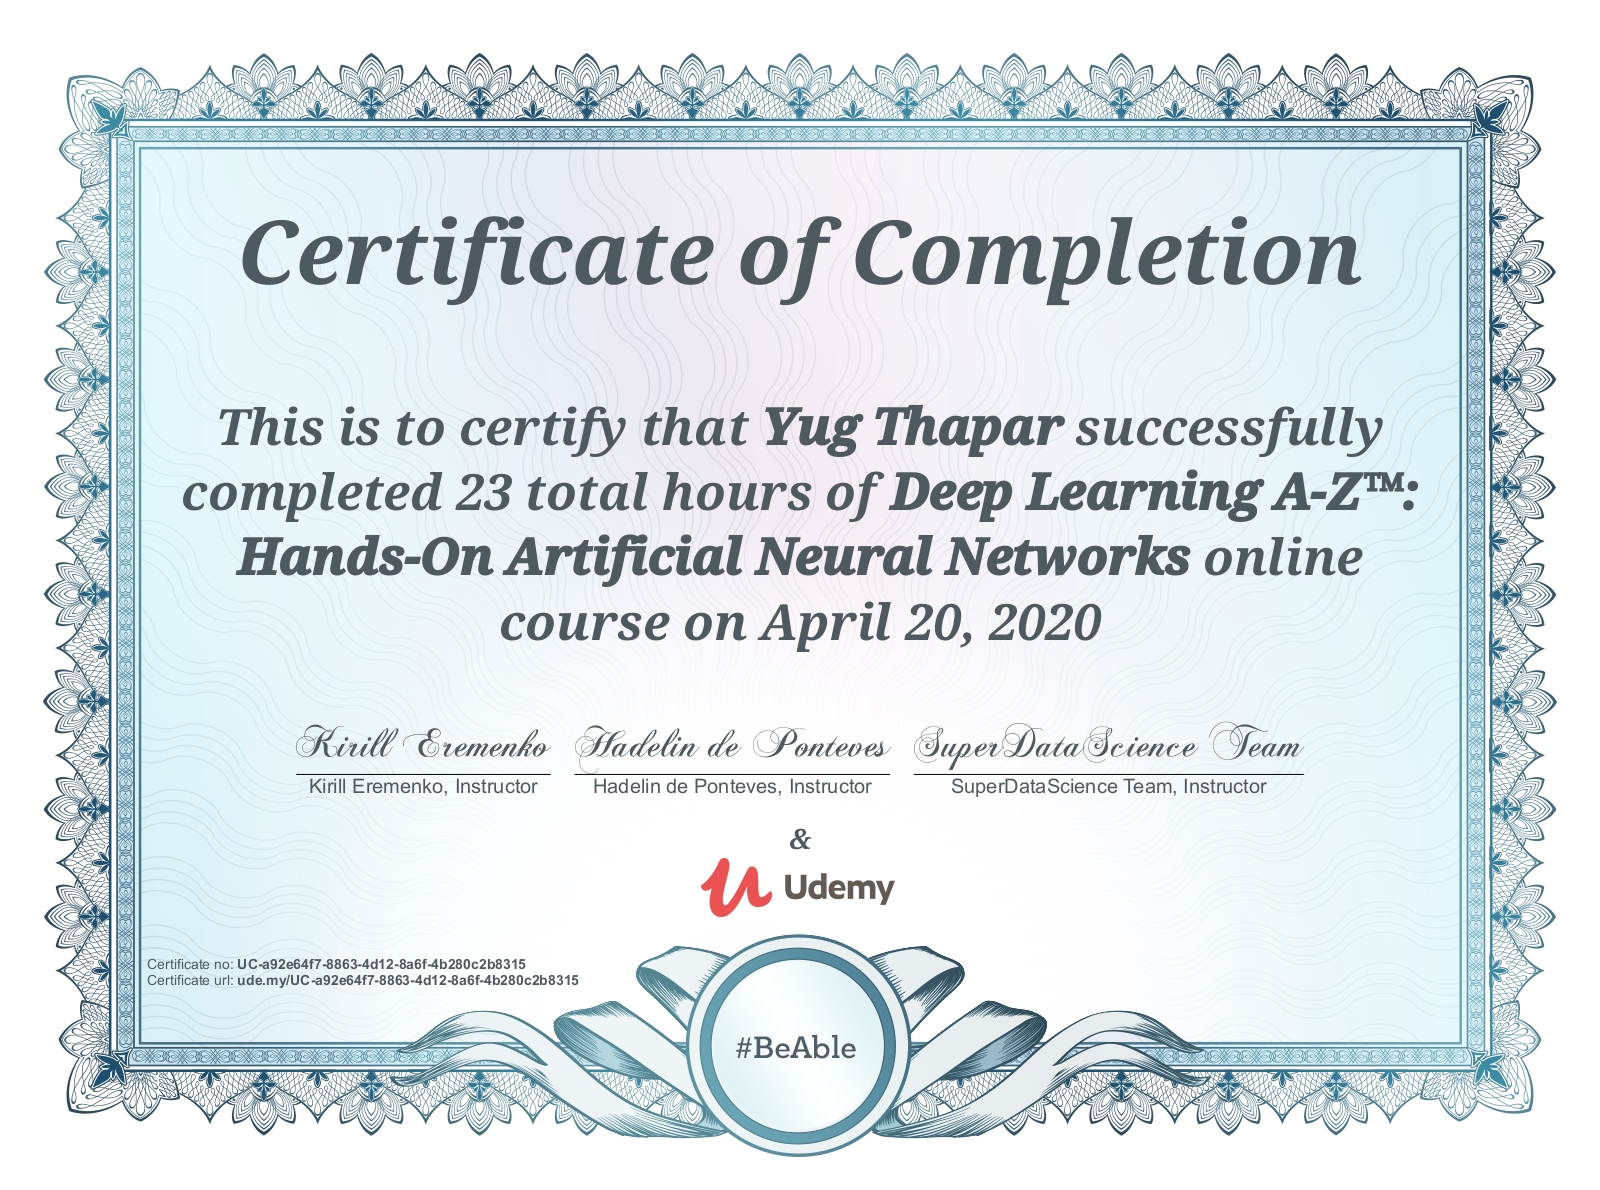 Certificate of Completion
This is to certify that Yug Thapar successfully
completed 23 total hours of Deep Learning A-Z™:
Hands-On Artificial Neural Networks online
course on April 20, 2020
Kirill Eremenko Hadelin de Ponteves SuperDataScience Team
Kirill Eremenko, Instructor Hadelin de Ponteves, Instructor SuperDataScience Team, Instructor
&
Udemy
Certificate no: UC-a92e64f7-8863-4d12-8a6f-4b280c2b8315
Certificate url: ude.my/UC-a92e64f7-8863-4d12-8a6f-4b280c2b8315
#BeAble